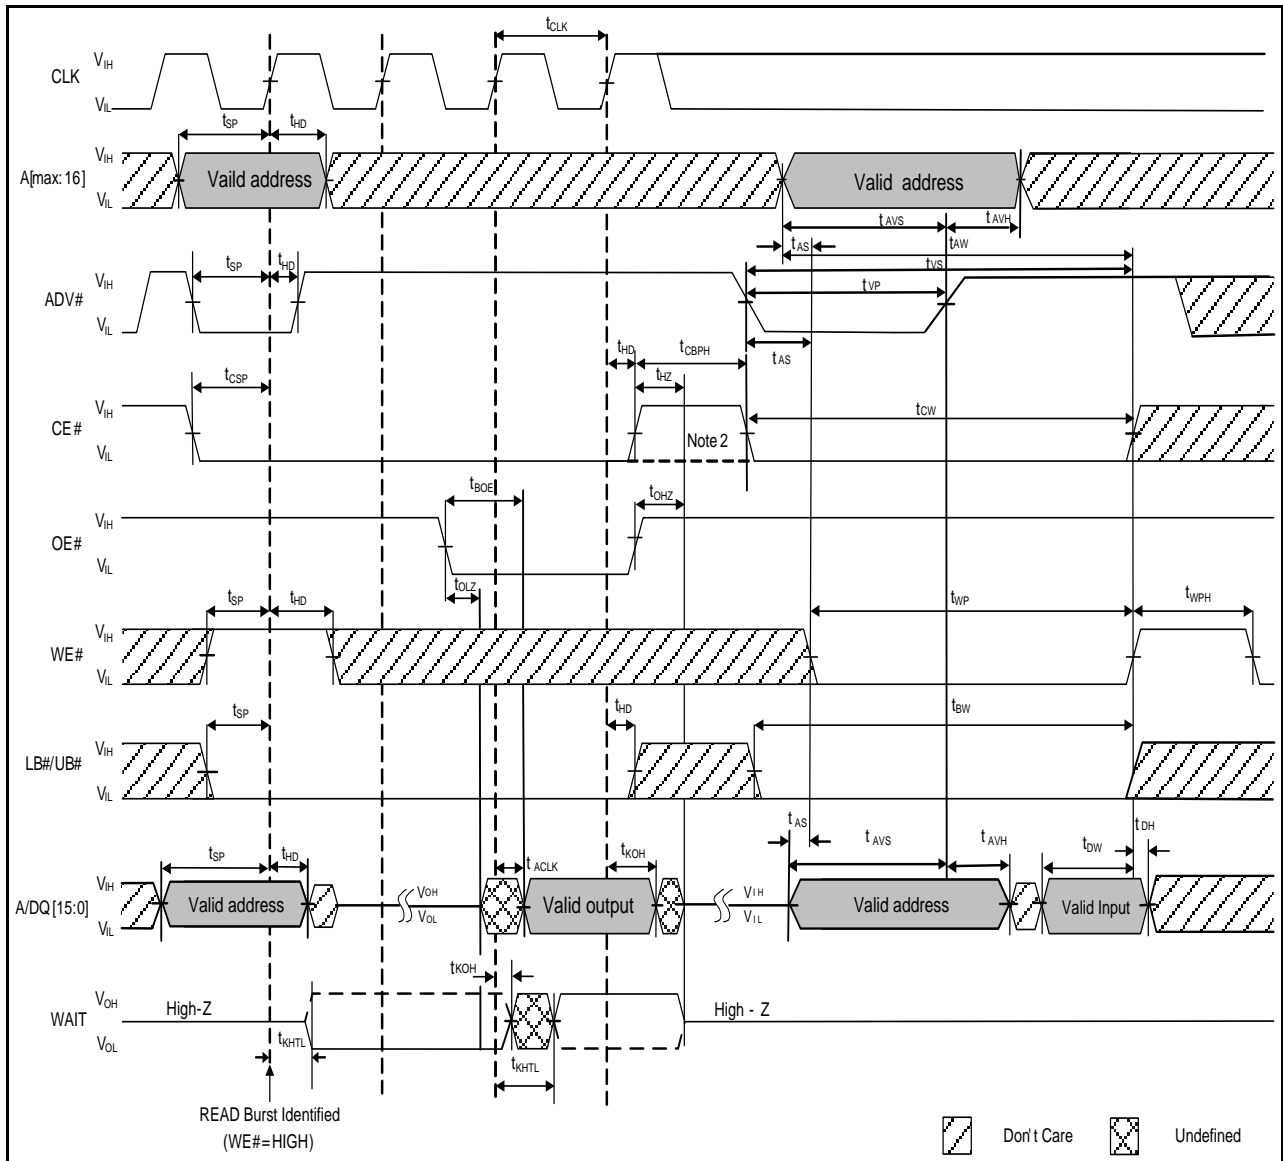 tCLK
CLK
VIH
VIL
tSP
tHD
A[max:16]
VIH
VIL
Vaild address
Valid address
tAVS
tAVH
tAS
tAW
tVS
ADV#
VIH
VIL
tSP
tHD
tVP
tHD
tCBPH
tAS
tCSP
tHZ
CE#
VIH
VIL
Note 2
tCW
tBOE
tOHZ
OE#
VIH
VIL
tOLZ
tSP
tHD
tWP
tWPH
WE#
VIH
VIL
tSP
tHD
tBW
LB#/UB#
VIH
VIL
tAS
tAVS
tAVH
tDW
tDH
tSP
tHD
tACLK
tKOH
A/DQ[15:0]
VIH
VIL
Valid address
VOH
VOL
Valid output
VIH
VIL
Valid address
Valid Input
tKOH
WAIT
VOH
VOL
High-Z
High - Z
tKHTL
tKHTL
READ Burst Identified
(WE#=HIGH)
Don't Care
Undefined